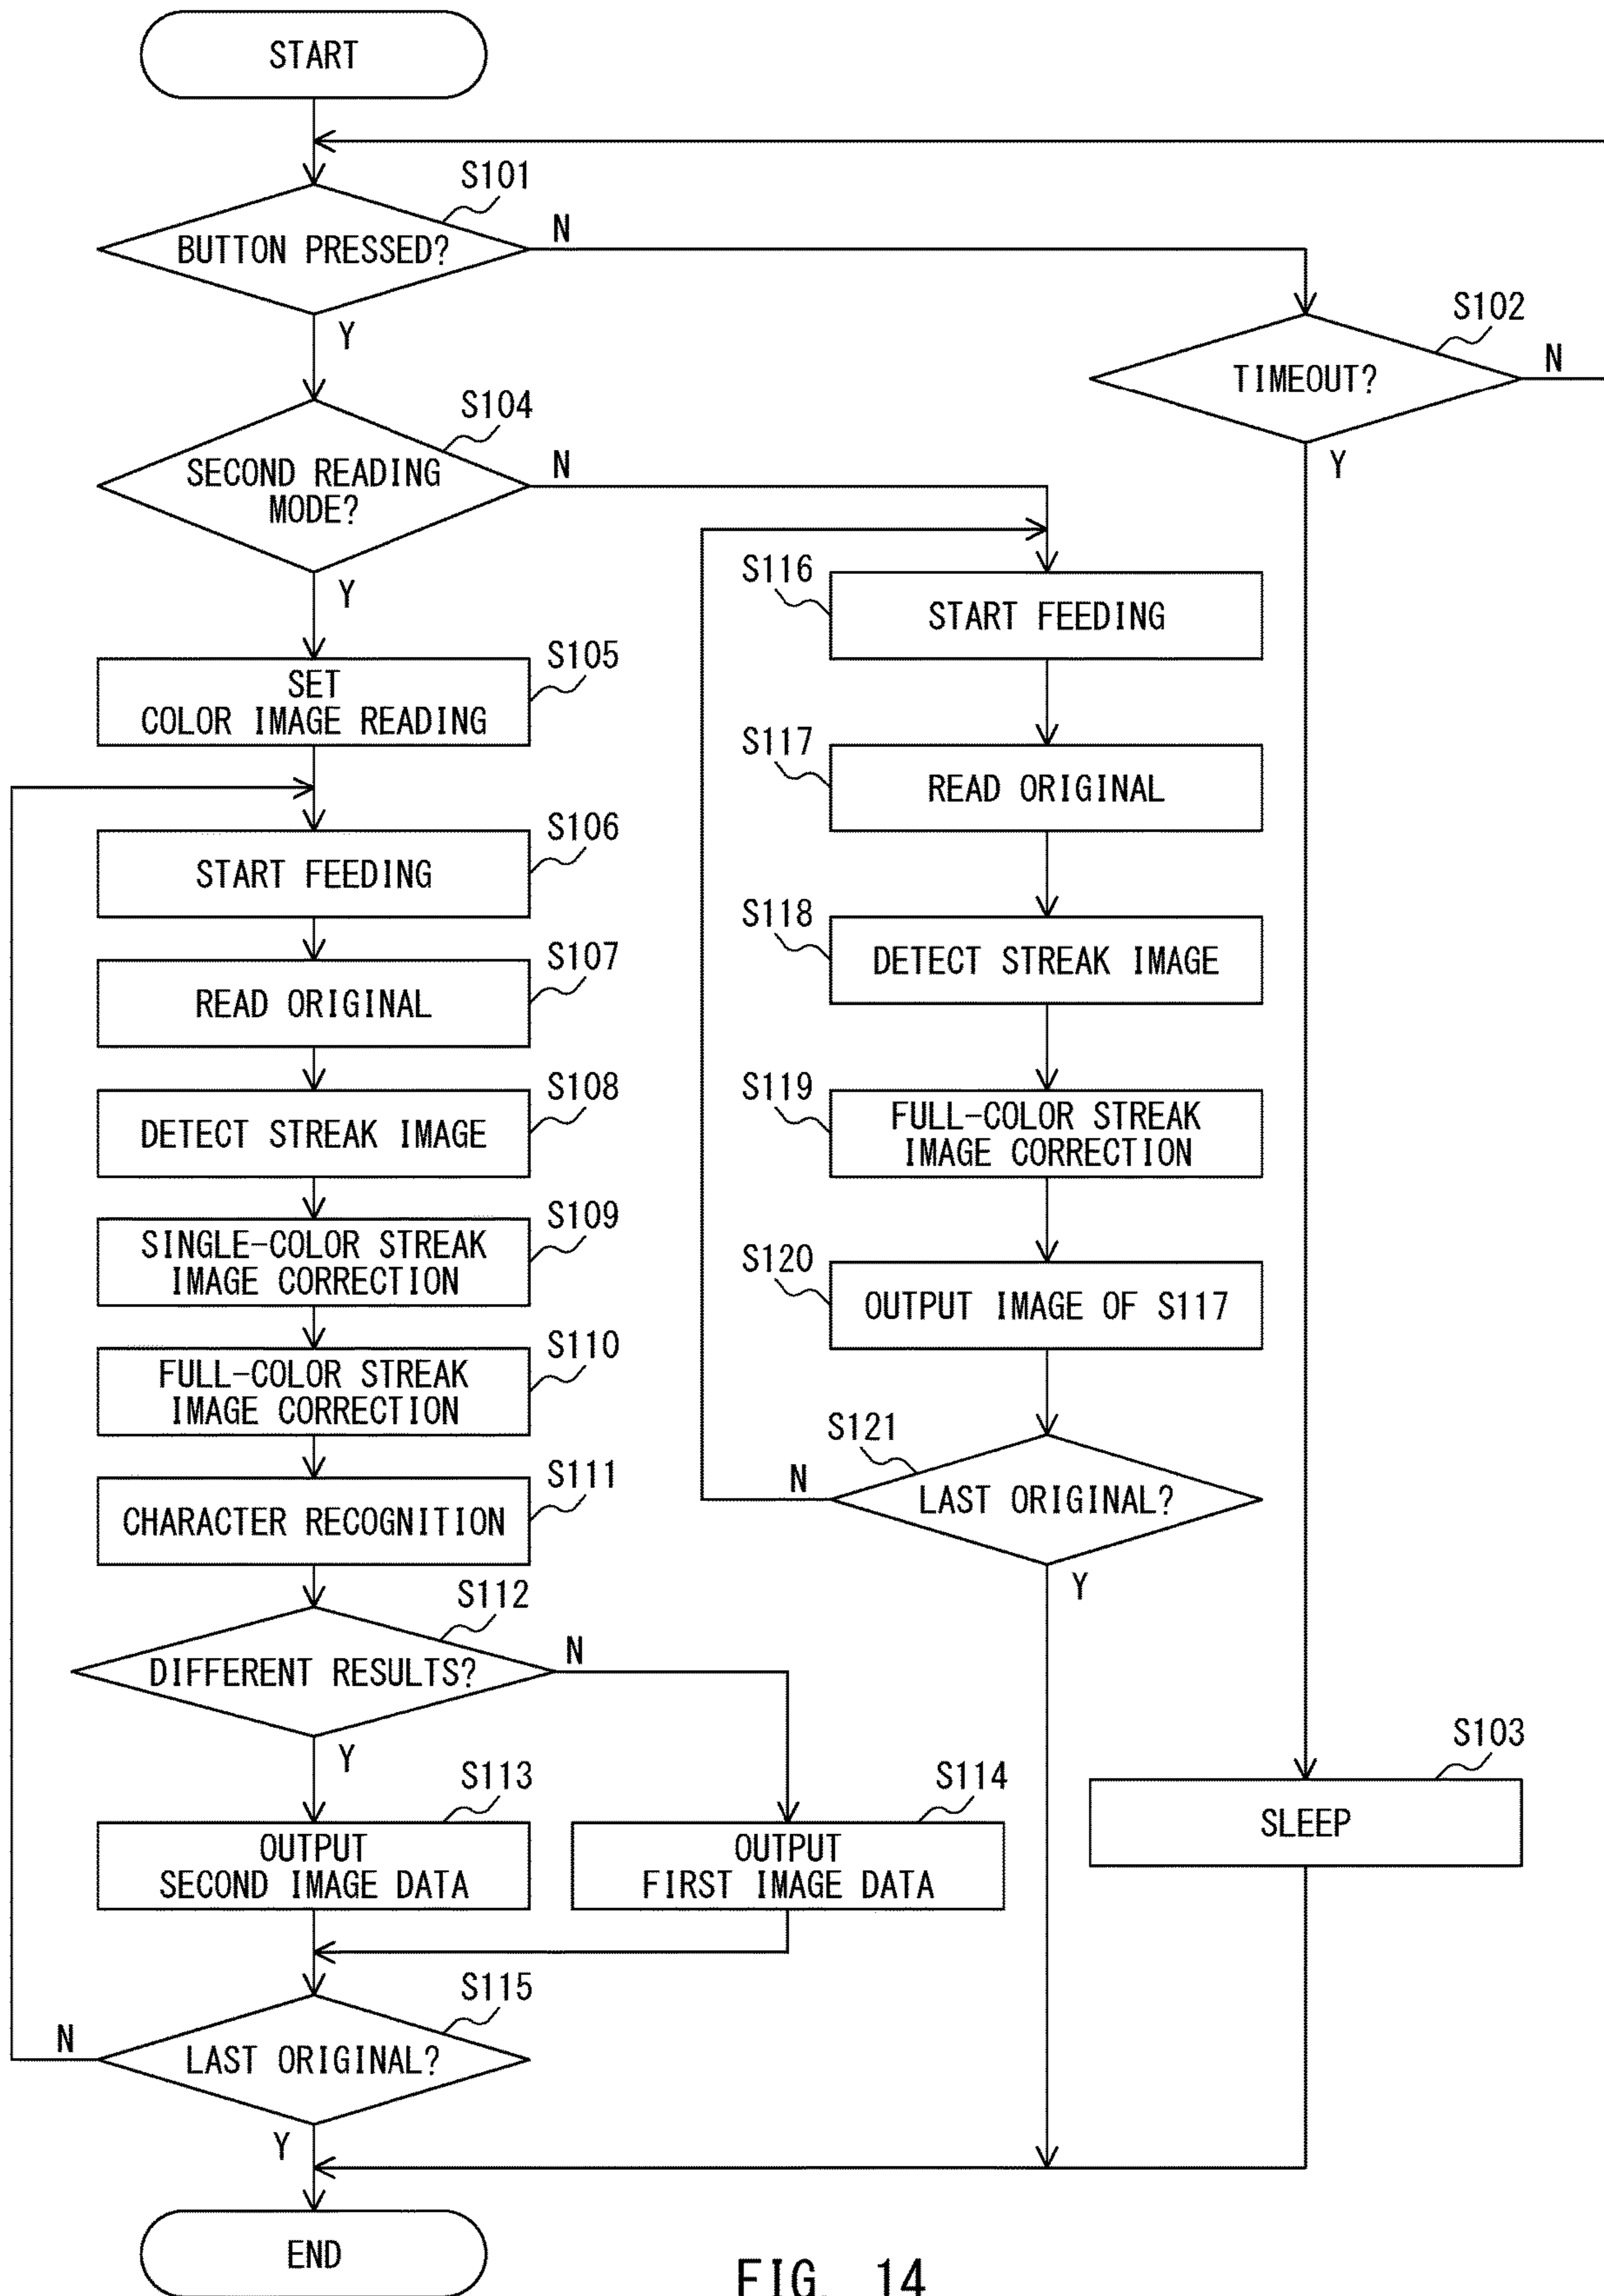 START
S101
BUTTON PRESSED?
N
Y
S102
TIMEOUT?
N
Y
S104
SECOND READING
MODE?
N
Y
S105
SET
COLOR IMAGE READING
S106
START FEEDING
S107
READ ORIGINAL
S108
DETECT STREAK IMAGE
S109
SINGLE-COLOR STREAK
IMAGE CORRECTION
S110
FULL-COLOR STREAK
IMAGE CORRECTION
S111
CHARACTER RECOGNITION
S112
DIFFERENT RESULTS?
N
Y
S113
OUTPUT
SECOND IMAGE DATA
S114
OUTPUT
FIRST IMAGE DATA
S115
LAST ORIGINAL?
N
Y
S116
START FEEDING
S117
READ ORIGINAL
S118
DETECT STREAK IMAGE
S119
FULL-COLOR STREAK
IMAGE CORRECTION
S120
OUTPUT IMAGE OF S117
S121
LAST ORIGINAL?
N
Y
S103
SLEEP
END
FIG. 14